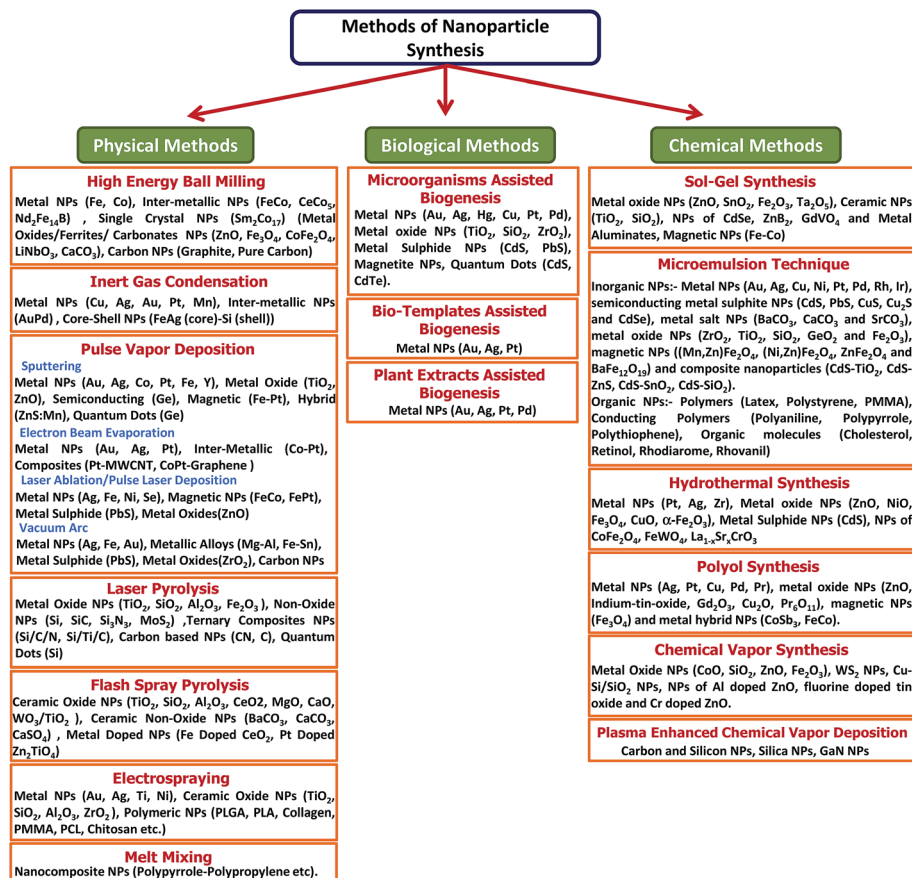 Methods of Nanoparticle
Synthesis
Physical Methods
High Energy Ball Milling
Metal NPs (Fe, Co), Inter-metallic NPs (FeCo, CeCo₅,
Nd₂Fe₁₄B) , Single Crystal NPs (Sm₂Co₁₇) (Metal
Oxides/Ferrites/ Carbonates NPs (ZnO, Fe₃O₄, CoFe₂O₄,
LiNbO₃, CaCO₃), Carbon NPs (Graphite, Pure Carbon)
Inert Gas Condensation
Metal NPs (Cu, Ag, Au, Pt, Mn), Inter-metallic NPs
(AuPd) , Core-Shell NPs (FeAg (core)-Si (shell))
Pulse Vapor Deposition
Sputtering
Metal NPs (Au, Ag, Co, Pt, Fe, Y), Metal Oxide (TiO₂,
ZnO), Semiconducting (Ge), Magnetic (Fe-Pt), Hybrid
(ZnS:Mn), Quantum Dots (Ge)
Electron Beam Evaporation
Metal NPs (Au, Ag, Pt), Inter-Metallic (Co-Pt),
Composites (Pt-MWCNT, CoPt-Graphene )
Laser Ablation/Pulse Laser Deposition
Metal NPs (Ag, Fe, Ni, Se), Magnetic NPs (FeCo, FePt),
Metal Sulphide (PbS), Metal Oxides(ZnO)
Vacuum Arc
Metal NPs (Ag, Fe, Au), Metallic Alloys (Mg-Al, Fe-Sn),
Metal Sulphide (PbS), Metal Oxides(ZrO₂), Carbon NPs
Laser Pyrolysis
Metal Oxide NPs (TiO₂, SiO₂, Al₂O₃, Fe₂O₃ ), Non-Oxide
NPs (Si, SiC, Si₃N₃, MoS₂) ,Ternary Composites NPs
(Si/C/N, Si/Ti/C), Carbon based NPs (CN, C), Quantum
Dots (Si)
Flash Spray Pyrolysis
Ceramic Oxide NPs (TiO₂, SiO₂, Al₂O₃, CeO2, MgO, CaO,
WO₃/TiO₂ ), Ceramic Non-Oxide NPs (BaCO₃, CaCO₃,
CaSO₄) , Metal Doped NPs (Fe Doped CeO₂, Pt Doped
Zn₂TiO₄)
Electrospraying
Metal NPs (Au, Ag, Ti, Ni), Ceramic Oxide NPs (TiO₂,
SiO₂, Al₂O₃, ZrO₂ ), Polymeric NPs (PLGA, PLA, Collagen,
PMMA, PCL, Chitosan etc.)
Melt Mixing
Nanocomposite NPs (Polypyrrole-Polypropylene etc).
Biological Methods
Microorganisms Assisted
Biogenesis
Metal NPs (Au, Ag, Hg, Cu, Pt, Pd),
Metal oxide NPs (TiO₂, SiO₂, ZrO₂),
Metal Sulphide NPs (CdS, PbS),
Magnetite NPs, Quantum Dots (CdS,
CdTe).
Bio-Templates Assisted
Biogenesis
Metal NPs (Au, Ag, Pt)
Plant Extracts Assisted
Biogenesis
Metal NPs (Au, Ag, Pt, Pd)
Chemical Methods
Sol-Gel Synthesis
Metal oxide NPs (ZnO, SnO₂, Fe₂O₃, Ta₂O₅), Ceramic NPs
(TiO₂, SiO₂), NPs of CdSe, ZnB₂, GdVO₄ and Metal
Aluminates, Magnetic NPs (Fe-Co)
Microemulsion Technique
Inorganic NPs:- Metal NPs (Au, Ag, Cu, Ni, Pt, Pd, Rh, Ir),
semiconducting metal sulphite NPs (CdS, PbS, CuS, Cu₂S
and CdSe), metal salt NPs (BaCO₃, CaCO₃ and SrCO₃),
metal oxide NPs (ZrO₂, TiO₂, SiO₂, GeO₂ and Fe₂O₃),
magnetic NPs ((Mn,Zn)Fe₂O₄, (Ni,Zn)Fe₂O₄, ZnFe₂O₄ and
BaFe₁₂O₁₉) and composite nanoparticles (CdS-TiO₂, CdS-
ZnS, CdS-SnO₂, CdS-SiO₂).
Organic NPs:- Polymers (Latex, Polystyrene, PMMA),
Conducting Polymers (Polyaniline, Polypyrrole,
Polythiophene), Organic molecules (Cholesterol,
Retinol, Rhodiarome, Rhovanil)
Hydrothermal Synthesis
Metal NPs (Pt, Ag, Zr), Metal oxide NPs (ZnO, NiO,
Fe₃O₄, CuO, α-Fe₂O₃), Metal Sulphide NPs (CdS), NPs of
CoFe₂O₄, FeWO₄, La₁₋ₓSrₓCrO₃
Polyol Synthesis
Metal NPs (Ag, Pt, Cu, Pd, Pr), metal oxide NPs (ZnO,
Indium-tin-oxide, Gd₂O₃, Cu₂O, Pr₆O₁₁), magnetic NPs
(Fe₃O₄) and metal hybrid NPs (CoSb₃, FeCo).
Chemical Vapor Synthesis
Metal Oxide NPs (CoO, SiO₂, ZnO, Fe₂O₃), WS₂ NPs, Cu-
Si/SiO₂ NPs, NPs of Al doped ZnO, fluorine doped tin
oxide and Cr doped ZnO.
Plasma Enhanced Chemical Vapor Deposition
Carbon and Silicon NPs, Silica NPs, GaN NPs